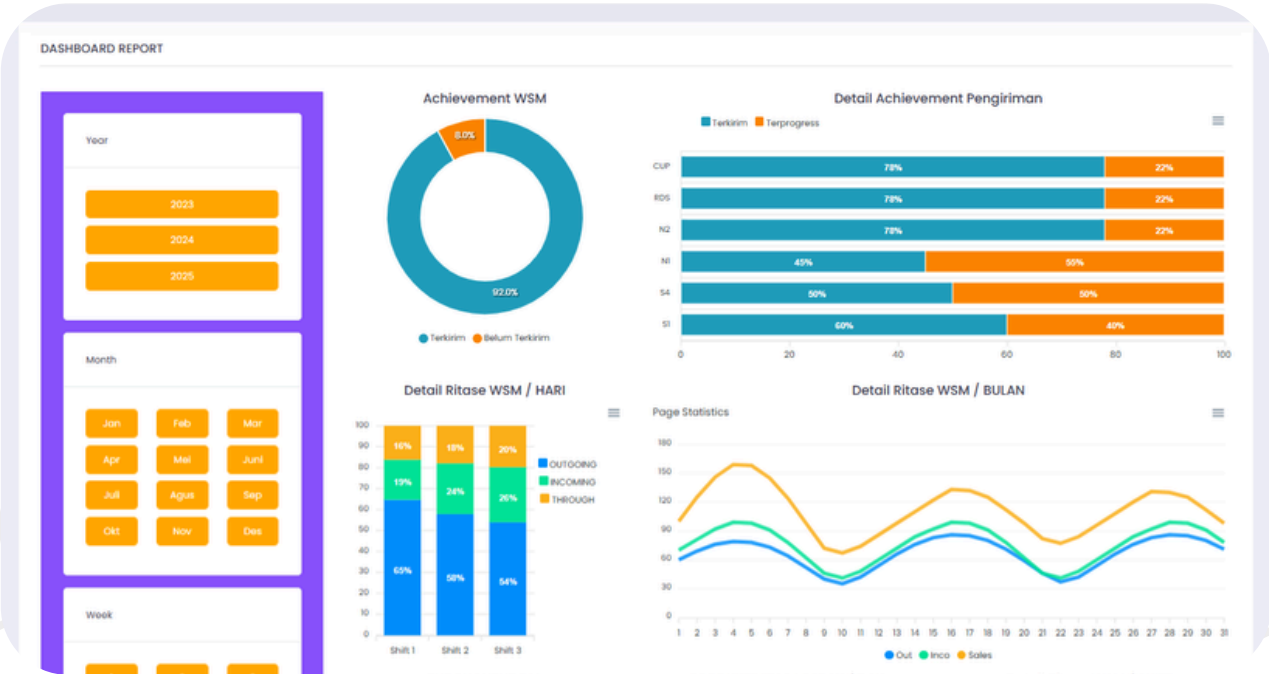 DASHBOARD REPORT
Year
2023
2024
2025
Month
Jan Feb Mar
Apr Mei Juni
Juli Agus Sep
Okt Nov Des
Week
Achievement WSM
8.0%
92.0%
Terkirim Belum Terkirim
Detail Achievement Pengiriman
Terkirim Terprogress
CUP 78% 22%
RDS 78% 22%
N2 78% 22%
N1 45% 55%
S4 50% 50%
S1 60% 40%
0 20 40 60 80 100
Detail Ritase WSM / HARI
100
90
80
70
60
50
40
30
20
10
0
16% 18% 20%
19% 24% 26%
65% 58% 54%
Shift 1 Shift 2 Shift 3
OUTGOING
INCOMING
THROUGH
Detail Ritase WSM / BULAN
Page Statistics
180
150
120
90
60
30
0
1 2 3 4 5 6 7 8 9 10 11 12 13 14 15 16 17 18 19 20 21 22 23 24 25 26 27 28 29 30 31
Out Inco Sales